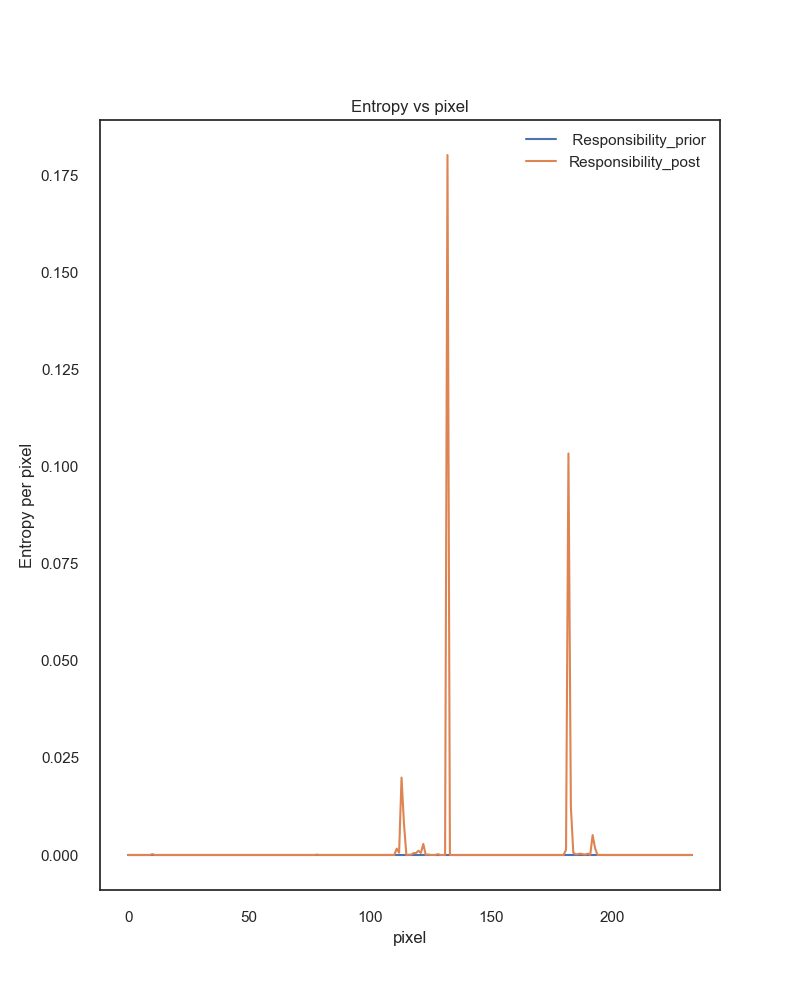 Entropy vs pixel
Responsibility_prior
Responsibility_post
Entropy per pixel
0.175
0.150
0.125
0.100
0.075
0.050
0.025
0.000
0 50 100 150 200
pixel